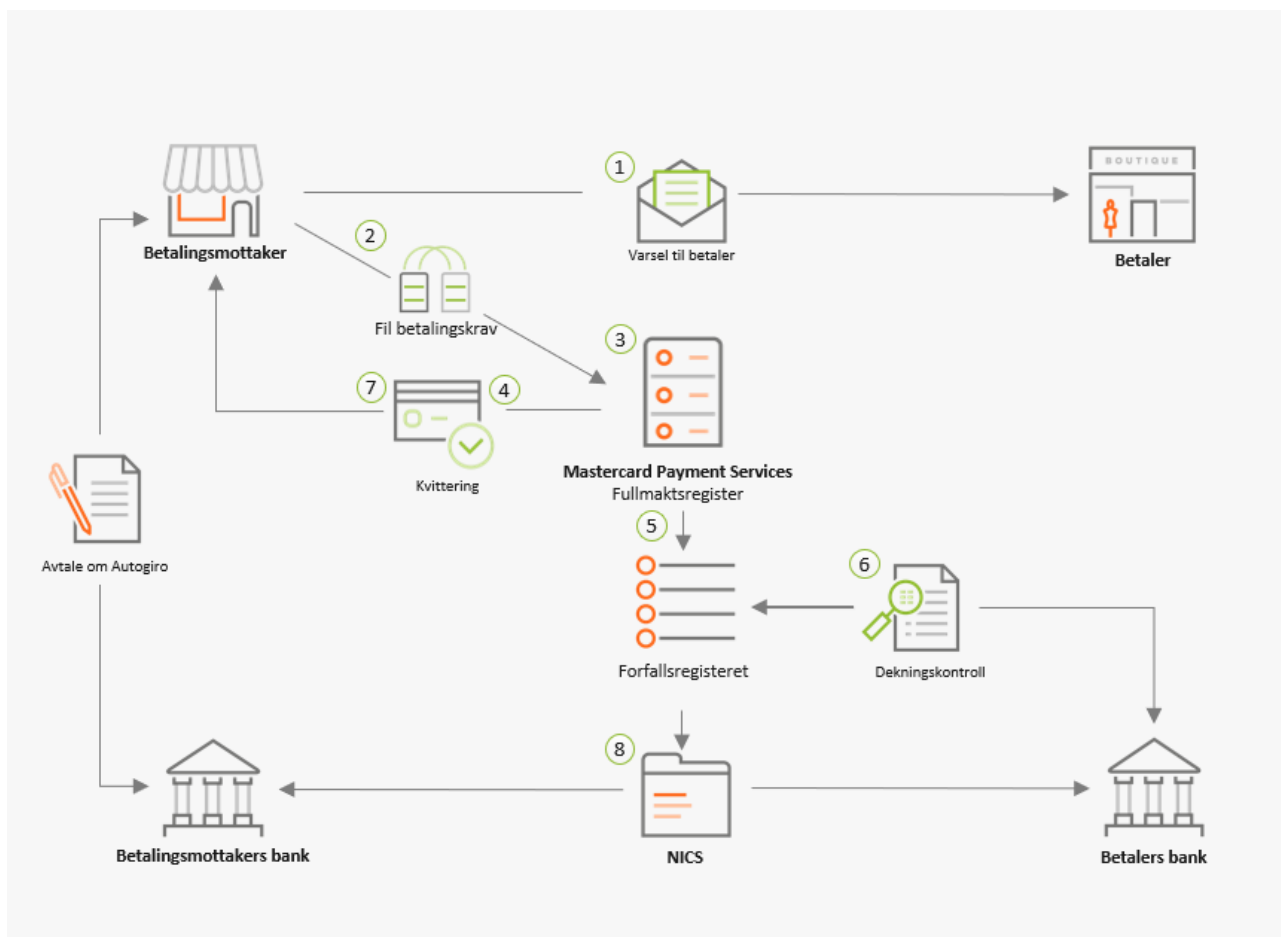 1
BOUTIQUE
Varsel til betaler
Betalingsmottaker
Betaler
2
Fil betalingskrav
3
7
4
Kvittering
Mastercard Payment Services
Fullmaktsregister
Avtale om Autogiro
5
6
Forfallsregisteret
Dekningskontroll
8
Betalingsmottakers bank
NICS
Betalers bank